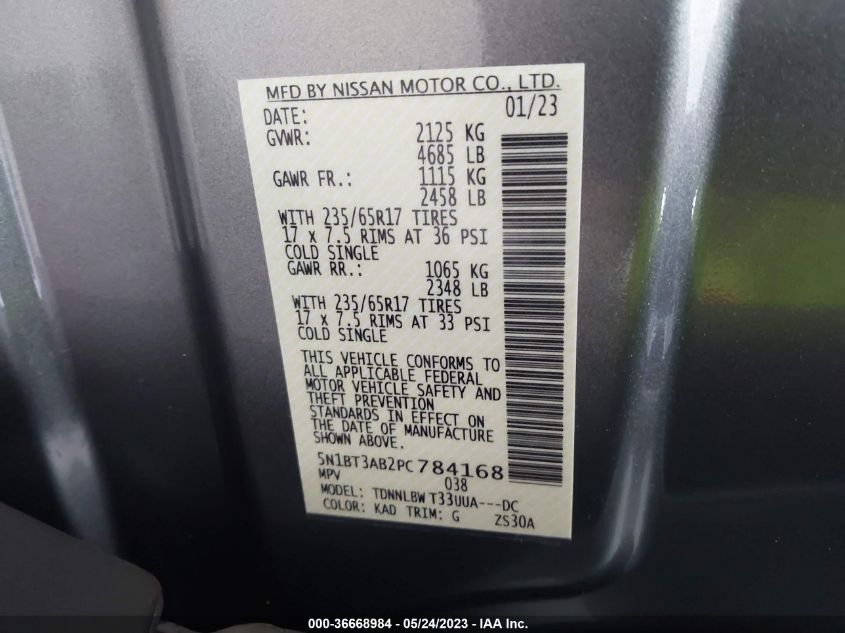 MFD BY NISSAN MOTOR CO., LTD.
DATE: 01/23
GVWR: 2125 KG
4685 LB
GAWR FR.: 1115 KG
2458 LB
WITH 235/65R17 TIRES
17 x 7.5 RIMS AT 36 PSI
COLD SINGLE
GAWR RR.: 1065 KG
2348 LB
WITH 235/65R17 TIRES
17 x 7.5 RIMS AT 33 PSI
COLD SINGLE
THIS VEHICLE CONFORMS TO
ALL APPLICABLE FEDERAL
MOTOR VEHICLE SAFETY AND
THEFT PREVENTION
STANDARDS IN EFFECT ON
THE DATE OF MANUFACTURE
SHOWN ABOVE.
5N1BT3AB2PC784168
MPV 038
MODEL: TDNNLBW T33UUA---DC
COLOR: KAD TRIM: G ZS30A
000-36668984 — 05/24/2023 — IAA Inc.